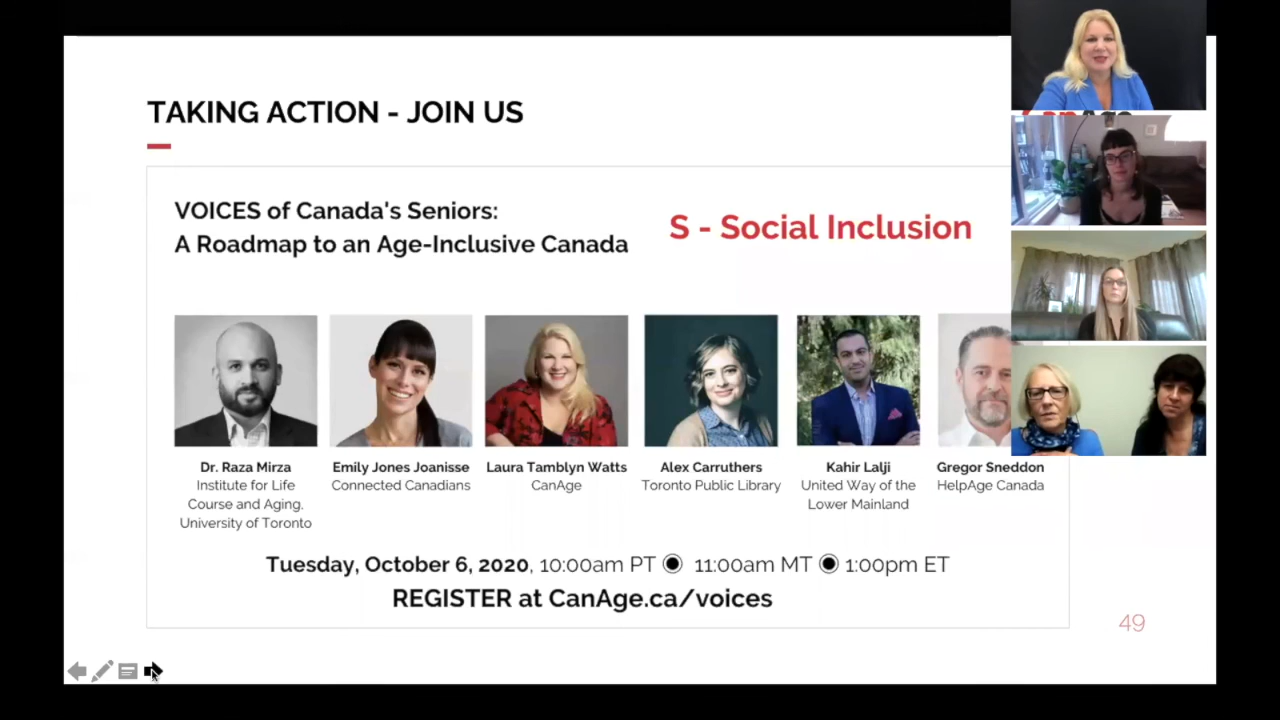 TAKING ACTION - JOIN US
VOICES of Canada's Seniors:
A Roadmap to an Age-Inclusive Canada
S - Social Inclusion
Dr. Raza Mirza
Institute for Life
Course and Aging,
University of Toronto
Emily Jones Joanisse
Connected Canadians
Laura Tamblyn Watts
CanAge
Alex Carruthers
Toronto Public Library
Kahir Lalji
United Way of the
Lower Mainland
Gregor Sneddon
HelpAge Canada
Tuesday, October 6, 2020, 10:00am PT ◉ 11:00am MT ◉ 1:00pm ET
REGISTER at CanAge.ca/voices
49